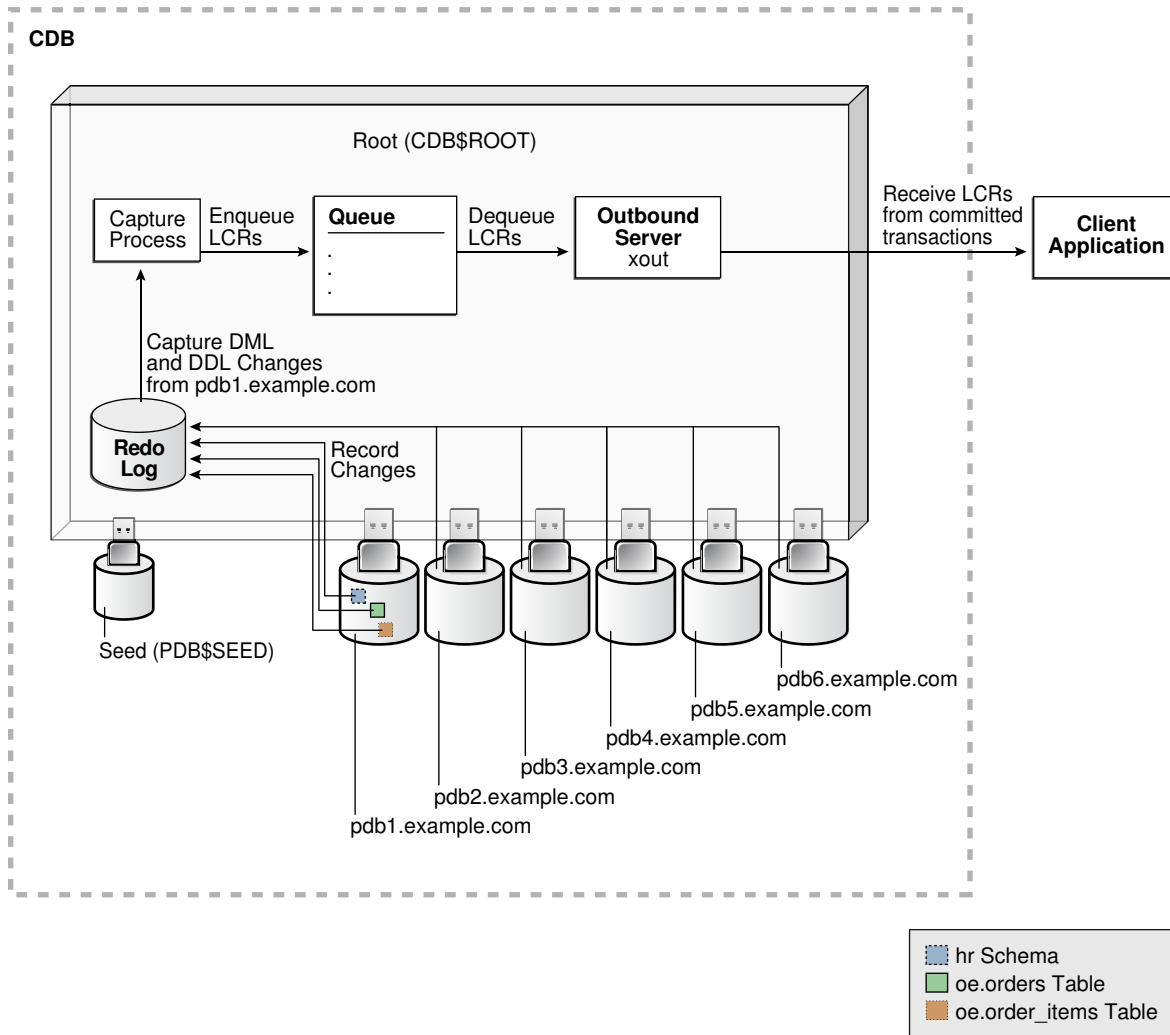 CDB
Root (CDB$ROOT)
Capture
Process
Enqueue
LCRs
Queue
.
.
.
Dequeue
LCRs
Outbound
Server
xout
Receive LCRs
from committed
transactions
Client
Application
Capture DML
and DDL Changes
from pdb1.example.com
Redo
Log
Record
Changes
Seed (PDB$SEED)
pdb6.example.com
pdb5.example.com
pdb4.example.com
pdb3.example.com
pdb2.example.com
pdb1.example.com
hr Schema
oe.orders Table
oe.order_items Table